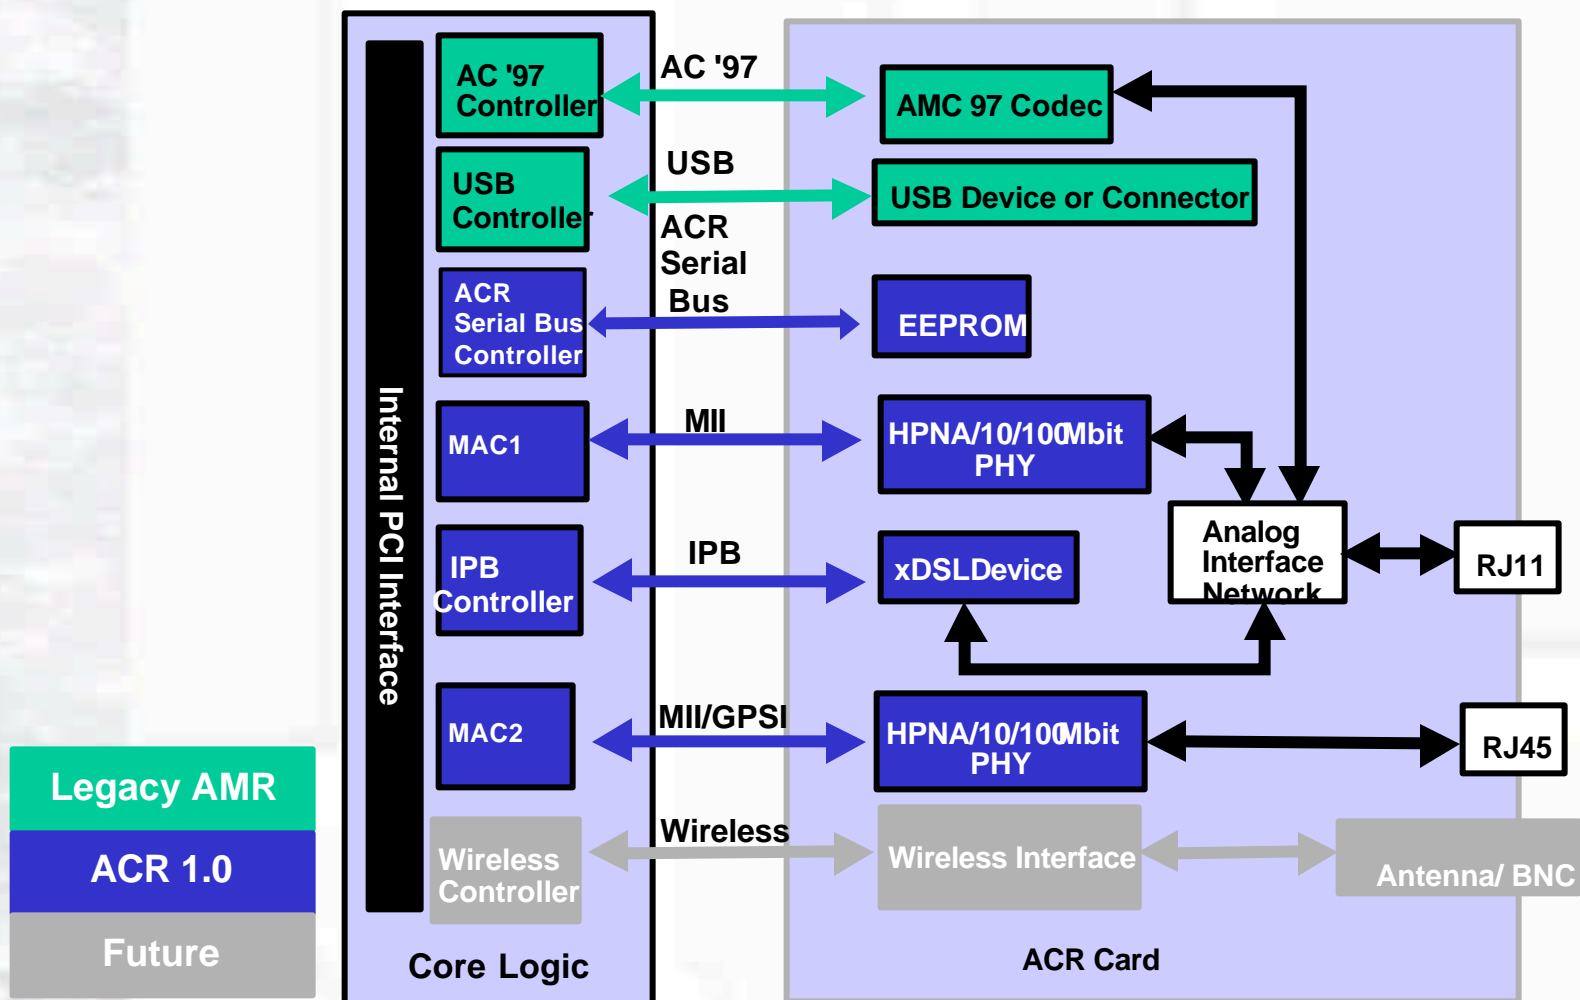 AC '97
Controller
AC '97
AMC 97 Codec
USB
Controller
USB
USB Device or Connector
ACR
Serial Bus
Controller
ACR
Serial
Bus
EEPROM
Internal PCI Interface
MAC1
MII
HPNA/10/100Mbit
PHY
Analog
Interface
Network
RJ11
IPB
Controller
IPB
xDSLDevice
MAC2
MII/GPSI
HPNA/10/100Mbit
PHY
RJ45
Wireless
Controller
Wireless
Wireless Interface
Antenna/ BNC
Legacy AMR
ACR 1.0
Future
Core Logic
ACR Card